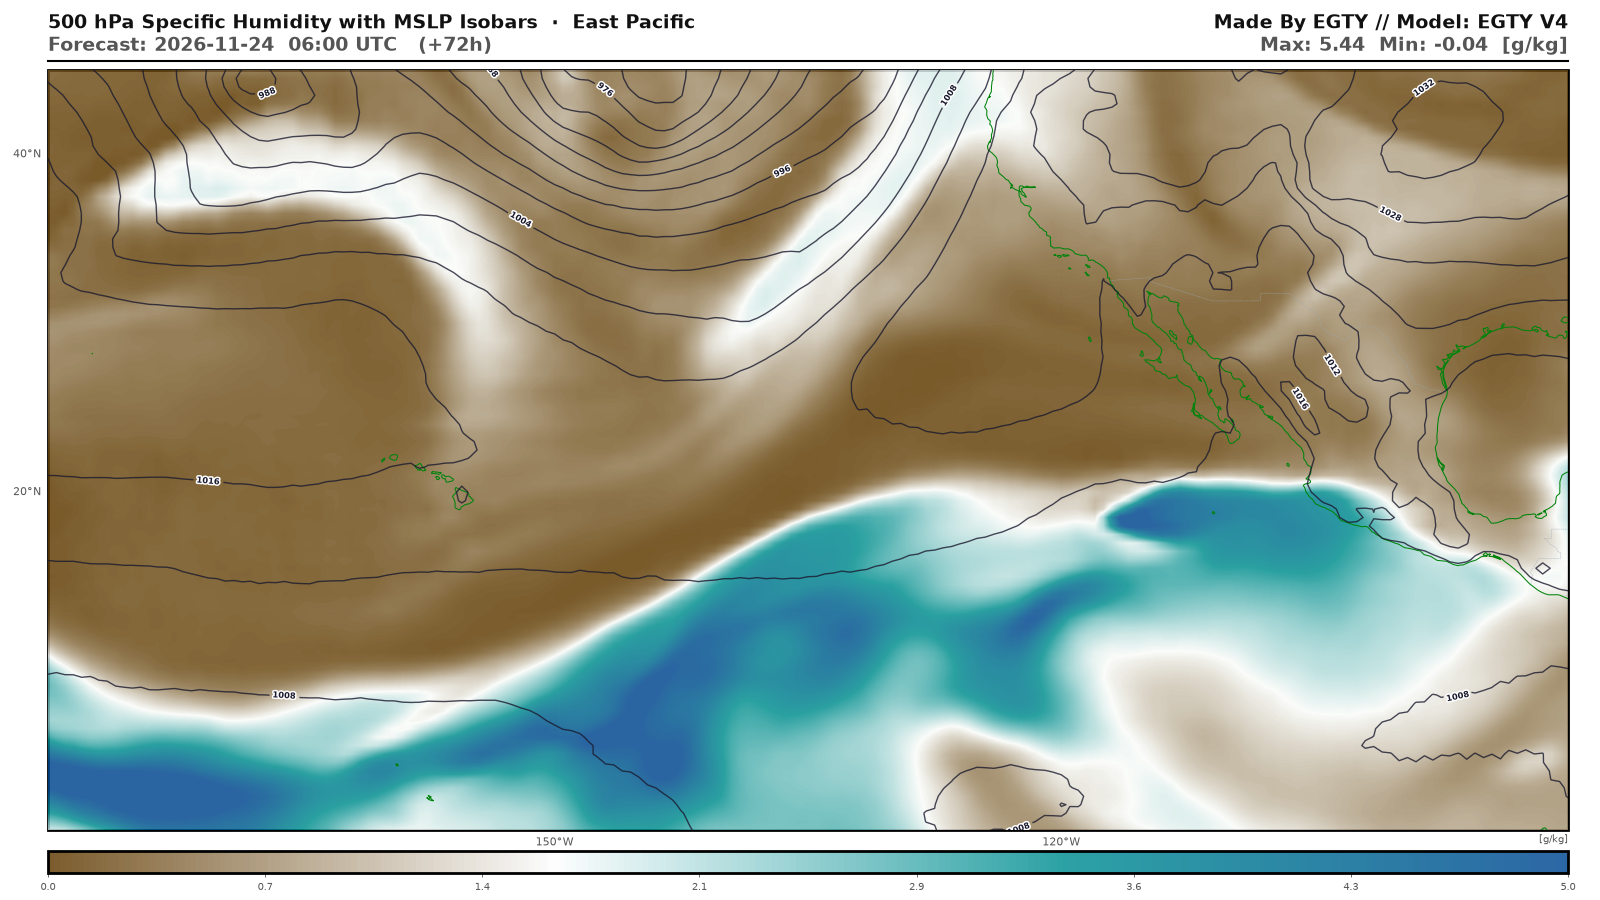 500 hPa Specific Humidity with MSLP Isobars · East Pacific
Made By EGTY // Model: EGTY V4
Forecast: 2026-11-24 06:00 UTC (+72h)
Max: 5.44 Min: -0.04 [g/kg]
988
976
1008
1032
40°N
996
1004
1028
1012
1016
1016
20°N
1008
1008
1008
150°W
120°W
[g/kg]
0.0
0.7
1.4
2.1
2.9
3.6
4.3
5.0